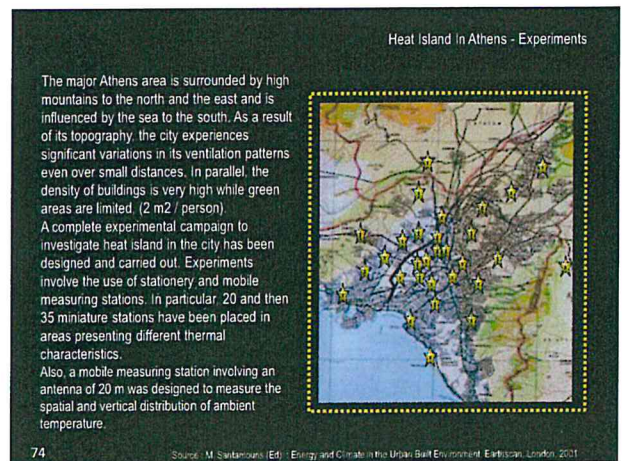 Heat Island In Athens - Experiments
The major Athens area is surrounded by high
mountains to the north and the east and is
influenced by the sea to the south. As a result
of its topography, the city experiences
significant variations in its ventilation patterns
even over small distances. In parallel, the
density of buildings is very high while green
areas are limited. (2 m2 / person).
A complete experimental campaign to
investigate heat island in the city has been
designed and carried out. Experiments
involve the use of stationery and mobile
measuring stations. In particular, 20 and then
35 miniature stations have been placed in
areas presenting different thermal
characteristics.
Also, a mobile measuring station involving an
antenna of 20 m was designed to measure the
spatial and vertical distribution of ambient
temperature.
74
Source : M. Santamouris (Ed) : Energy and Climate in the Urban Built Environment, Earthscan, London, 2001